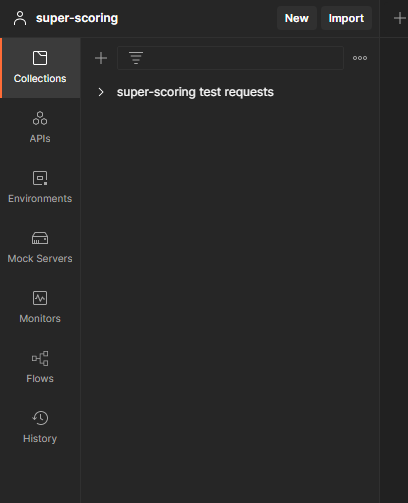 super-scoring
New
Import
Collections
super-scoring test requests
APIs
Environments
Mock Servers
Monitors
Flows
History